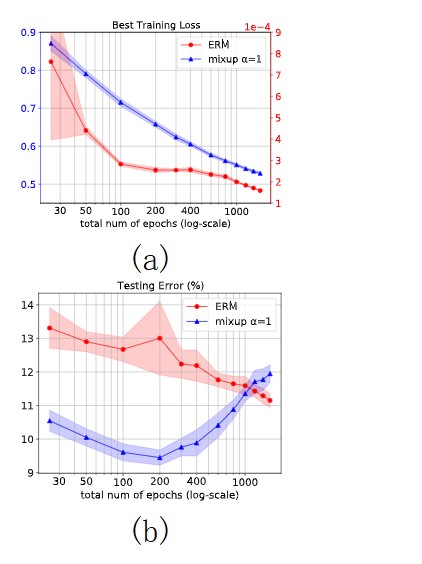 Best Training Loss
1e−4
0.9
0.8
0.7
0.6
0.5
9
8
7
6
5
4
3
2
1
ERM
mixup α=1
30 50 100 200 400 1000
total num of epochs (log-scale)
(a)
Testing Error (%)
14
13
12
11
10
9
ERM
mixup α=1
30 50 100 200 400 1000
total num of epochs (log-scale)
(b)